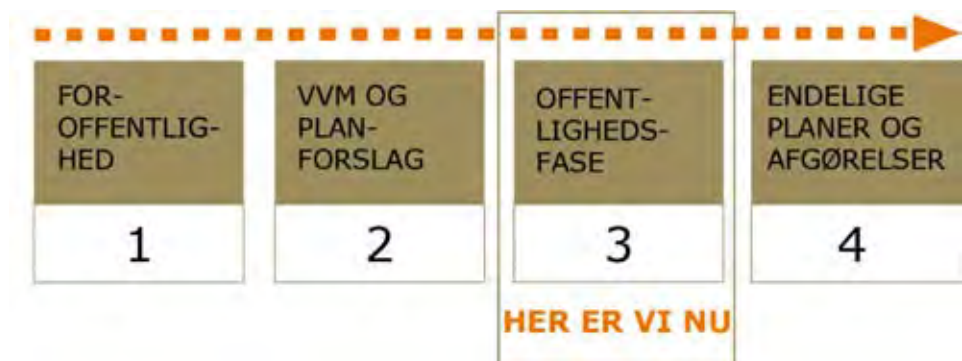 FOR-
OFFENTLIG-
HED
1
VVM OG
PLAN-
FORSLAG
2
OFFENT-
LIGHEDS-
FASE
3
HER ER VI NU
ENDELIGE
PLANER OG
AFGØRELSER
4